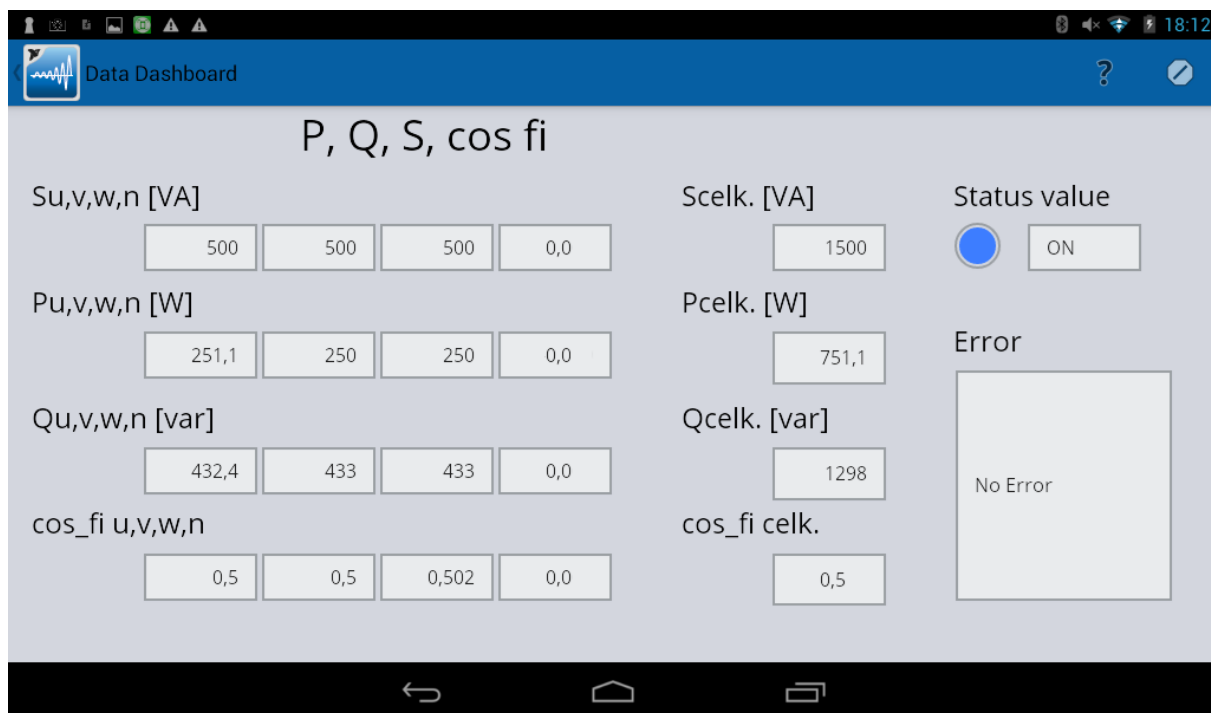 18:12
Data Dashboard
P, Q, S, cos fi
Su,v,w,n [VA]
500 500 500 0,0
Pu,v,w,n [W]
251,1 250 250 0,0
Qu,v,w,n [var]
432,4 433 433 0,0
cos_fi u,v,w,n
0,5 0,5 0,502 0,0
Scelk. [VA]
1500
Pcelk. [W]
751,1
Qcelk. [var]
1298
cos_fi celk.
0,5
Status value
ON
Error
No Error